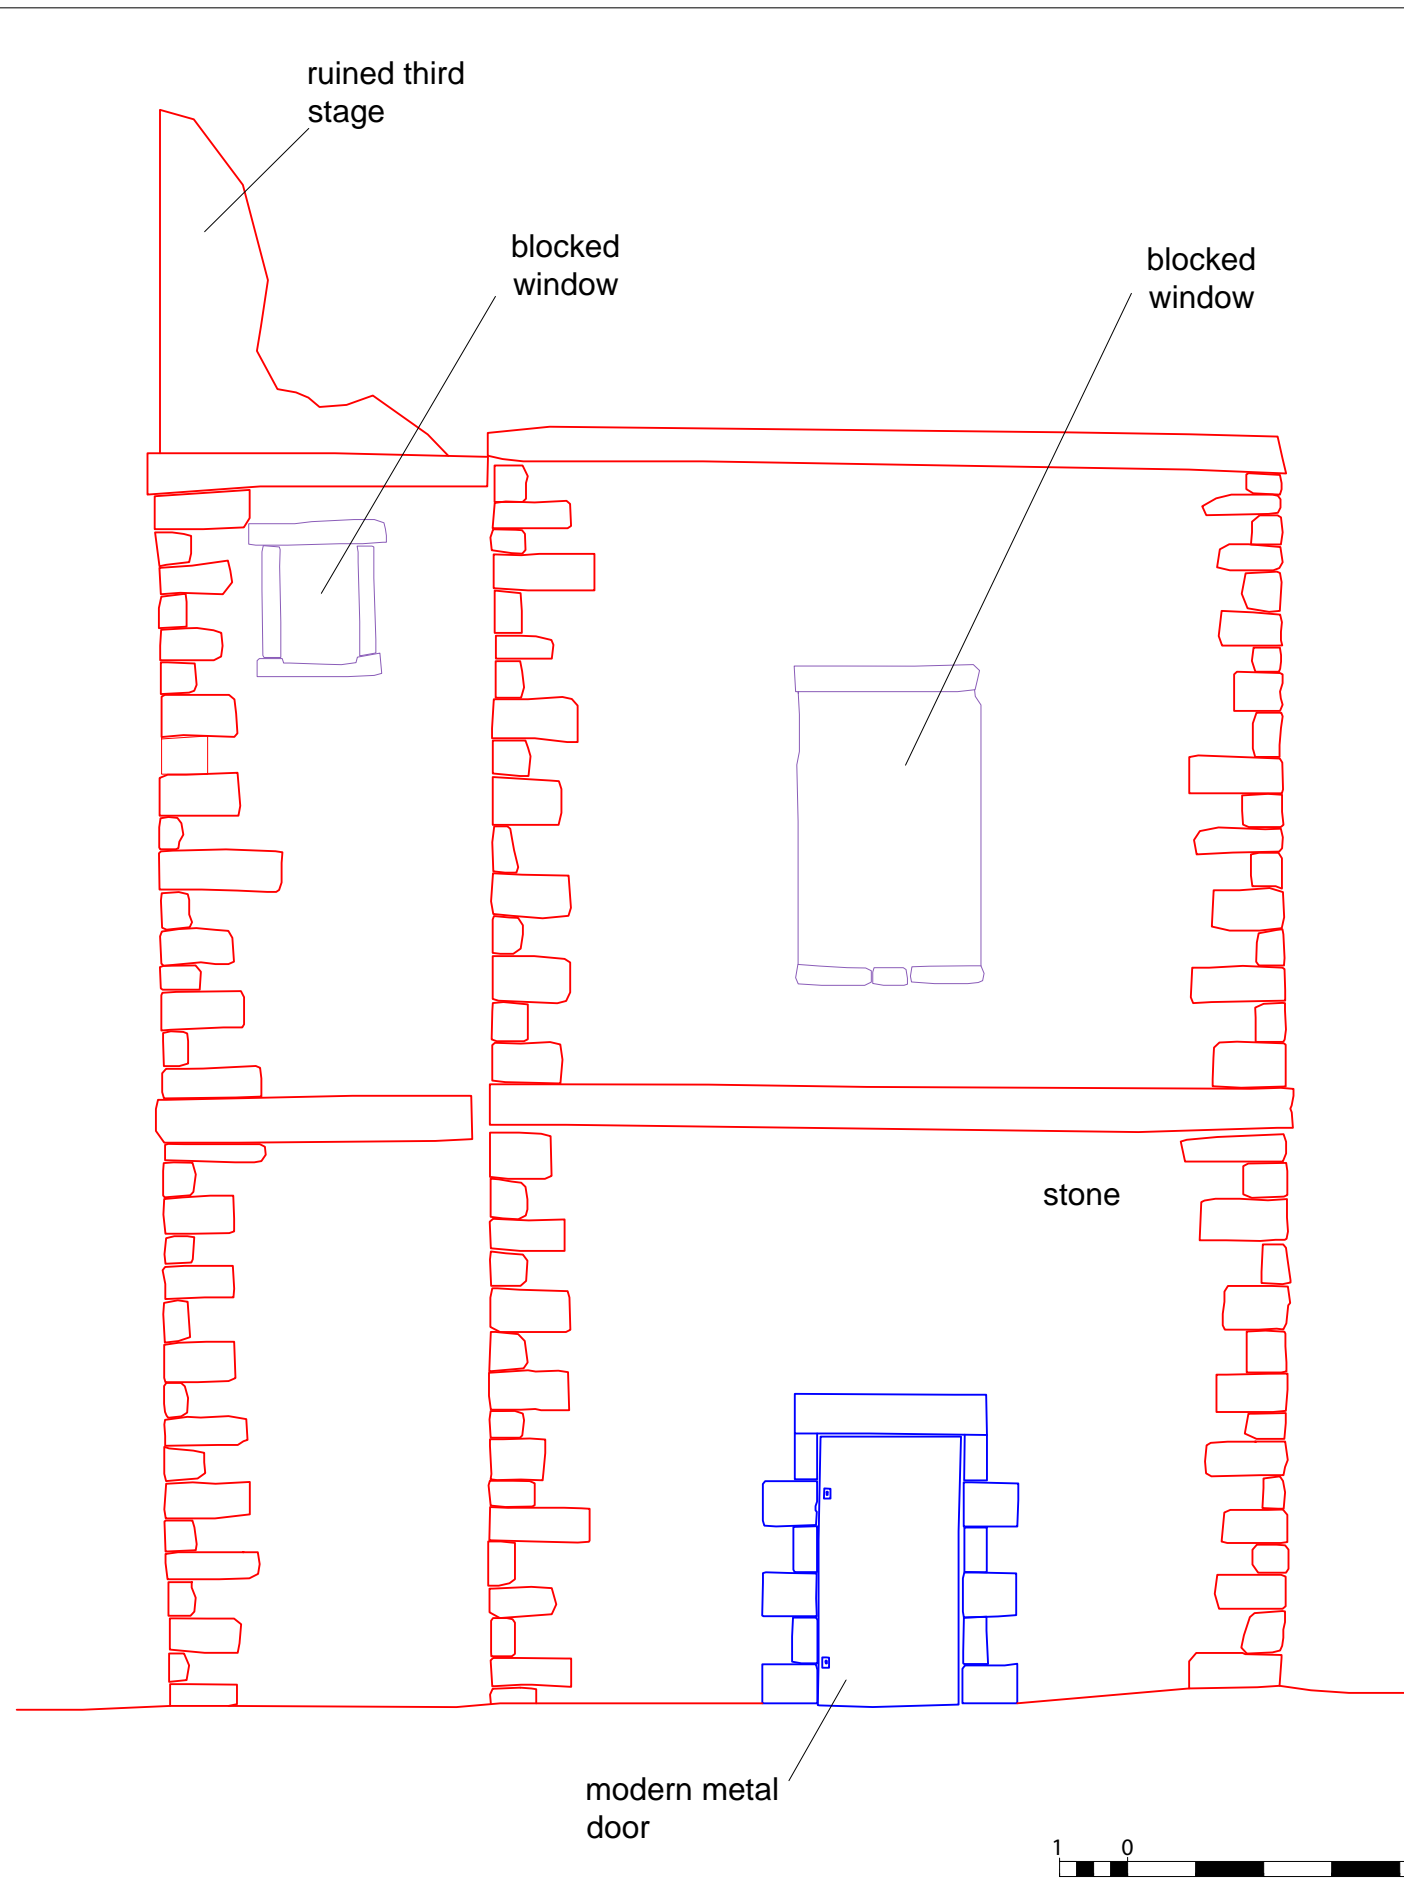 ruined third
stage
blocked
window
blocked
window
stone
modern metal
door
1 0